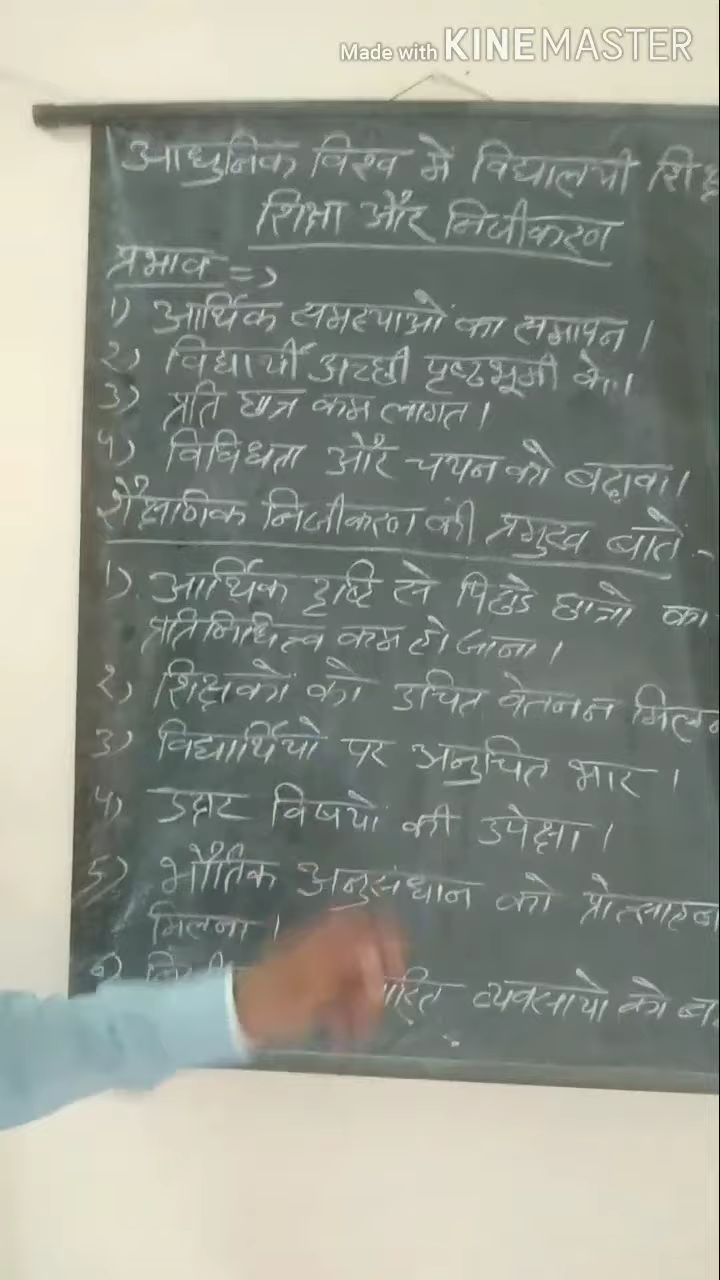 Made with KINEMASTER
आधुनिक विश्व में विद्यालयी
शिक्षा और निजीकरण
प्रभाव =>
1) आर्थिक समस्याओं का समापन।
2) विद्यार्थी अच्छी पृष्ठभूमी के।
3) प्रति छात्र कम लागत।
4) विविधता और चयन को बढ़ावा।
शैक्षणिक निजीकरण की प्रमुख बातें -
1) आर्थिक दृष्टि से पिछडे छात्रो का
प्रतिनिधित्व कम हो जाना।
2) शिक्षकों को उचित वेतन न
3) विद्यार्थियो पर अनुचित भार।
4) विषयों की उपेक्षा।
5) भौतिक अनुसंधान को प्रोत्साहन
मिलना।
व्यवसायो को